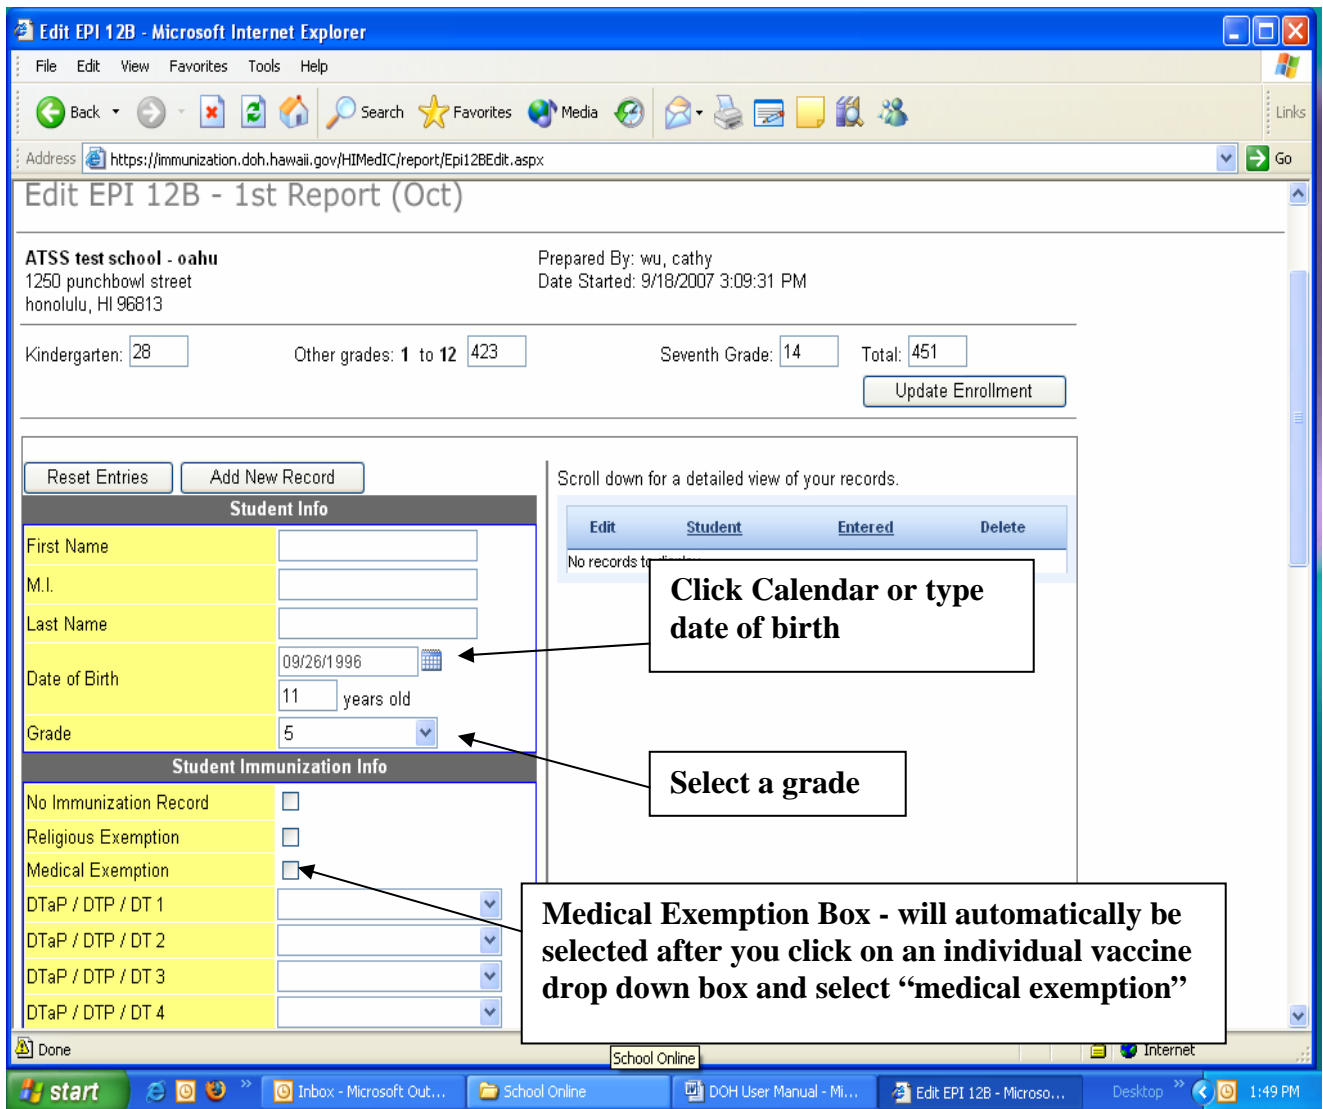 Edit EPI 12B - Microsoft Internet Explorer
File Edit View Favorites Tools Help
Back Search Favorites Media Links
Address https://immunization.doh.hawaii.gov/HIMedIC/report/Epi12BEdit.aspx Go
Edit EPI 12B - 1st Report (Oct)
ATSS test school - oahu
1250 punchbowl street
honolulu, HI 96813
Prepared By: wu, cathy
Date Started: 9/18/2007 3:09:31 PM
Kindergarten: 28 Other grades: 1 to 12 423 Seventh Grade: 14 Total: 451
Update Enrollment
Reset Entries Add New Record
Student Info
First Name
M.I.
Last Name
Date of Birth 09/26/1996
11 years old
Grade 5
Student Immunization Info
No Immunization Record
Religious Exemption
Medical Exemption
DTaP / DTP / DT 1
DTaP / DTP / DT 2
DTaP / DTP / DT 3
DTaP / DTP / DT 4
Scroll down for a detailed view of your records.
Edit Student Entered Delete
No records to
Click Calendar or type
date of birth
Select a grade
Medical Exemption Box - will automatically be
selected after you click on an individual vaccine
drop down box and select “medical exemption”
Done Internet
School Online
start Inbox - Microsoft Out... School Online DOH User Manual - Mi... Edit EPI 12B - Microso... Desktop 1:49 PM